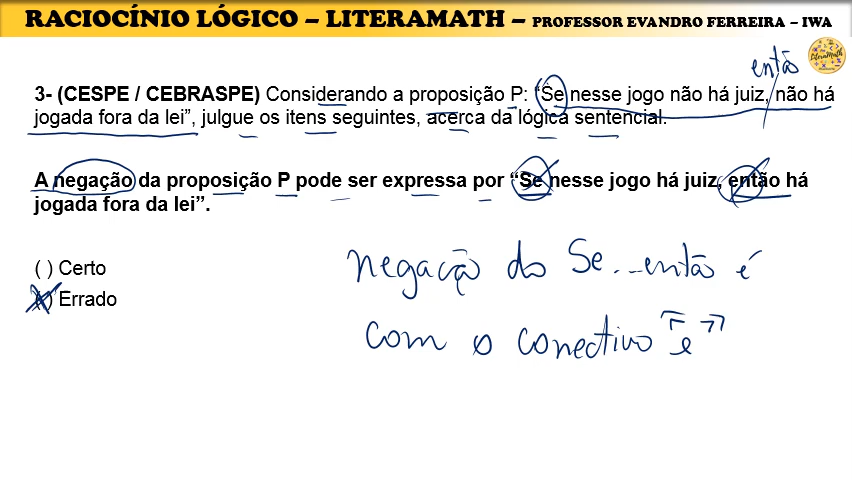 RACIOCÍNIO LÓGICO – LITERAMATH – PROFESSOR EVANDRO FERREIRA – IWA
LiteraMath
então
3- (CESPE / CEBRASPE) Considerando a proposição P: “Se nesse jogo não há juiz, não há
jogada fora da lei”, julgue os itens seguintes, acerca da lógica sentencial.
A negação da proposição P pode ser expressa por “Se nesse jogo há juiz, então há
jogada fora da lei”.
( ) Certo
( ) Errado
negação do Se...então é
com o conectivo "e"